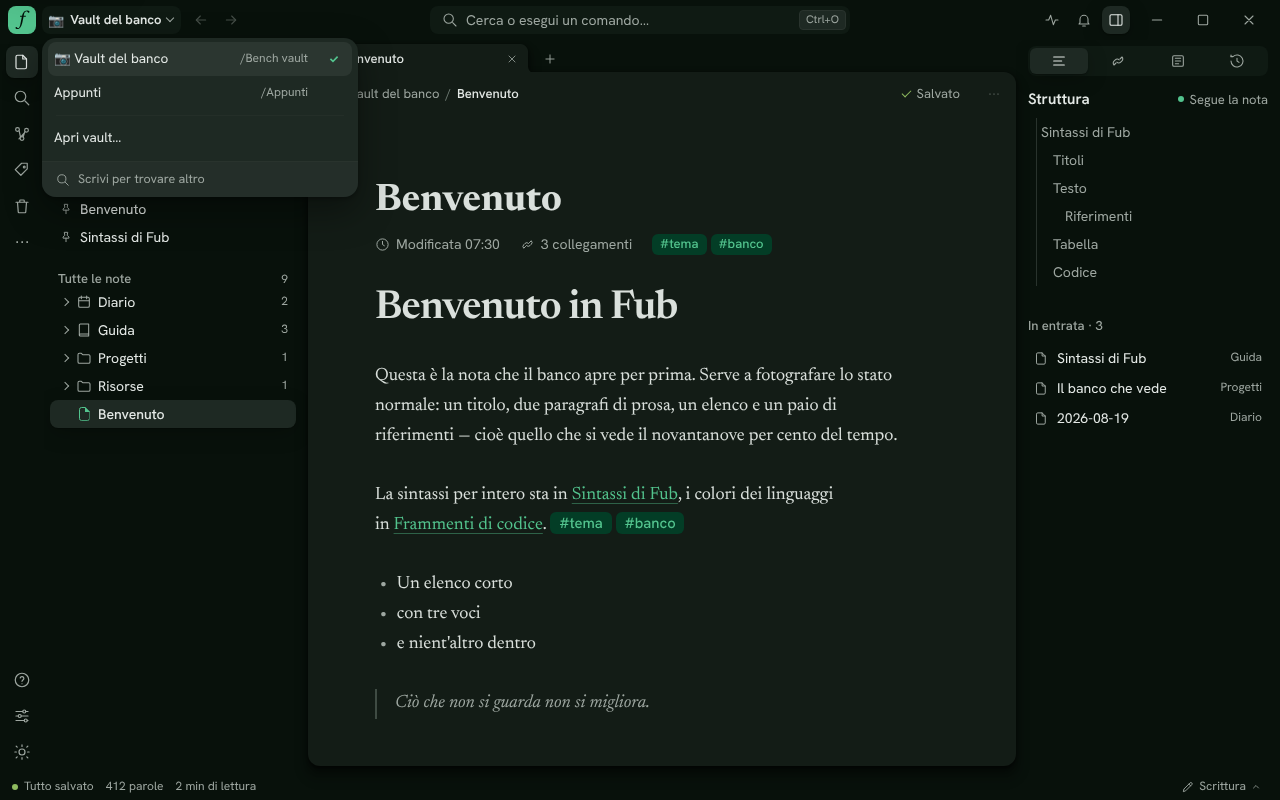 f Vault del banco
Cerca o esegui un comando...
Ctrl+O
Vault del banco /Bench vault
Appunti /Appunti
Apri vault...
Scrivi per trovare altro
nvenuto
ault del banco / Benvenuto
Salvato
Benvenuto
Sintassi di Fub
Tutte le note 9
Diario 2
Guida 3
Progetti 1
Risorse 1
Benvenuto
Benvenuto
Modificata 07:30 3 collegamenti #tema #banco
Benvenuto in Fub
Questa è la nota che il banco apre per prima. Serve a fotografare lo stato
normale: un titolo, due paragrafi di prosa, un elenco e un paio di
riferimenti — cioè quello che si vede il novantanove per cento del tempo.
La sintassi per intero sta in Sintassi di Fub, i colori dei linguaggi
in Frammenti di codice. #tema #banco
• Un elenco corto
• con tre voci
• e nient'altro dentro
Ciò che non si guarda non si migliora.
Struttura
Segue la nota
Sintassi di Fub
Titoli
Testo
Riferimenti
Tabella
Codice
In entrata · 3
Sintassi di Fub Guida
Il banco che vede Progetti
2026-08-19 Diario
Tutto salvato 412 parole 2 min di lettura
Scrittura